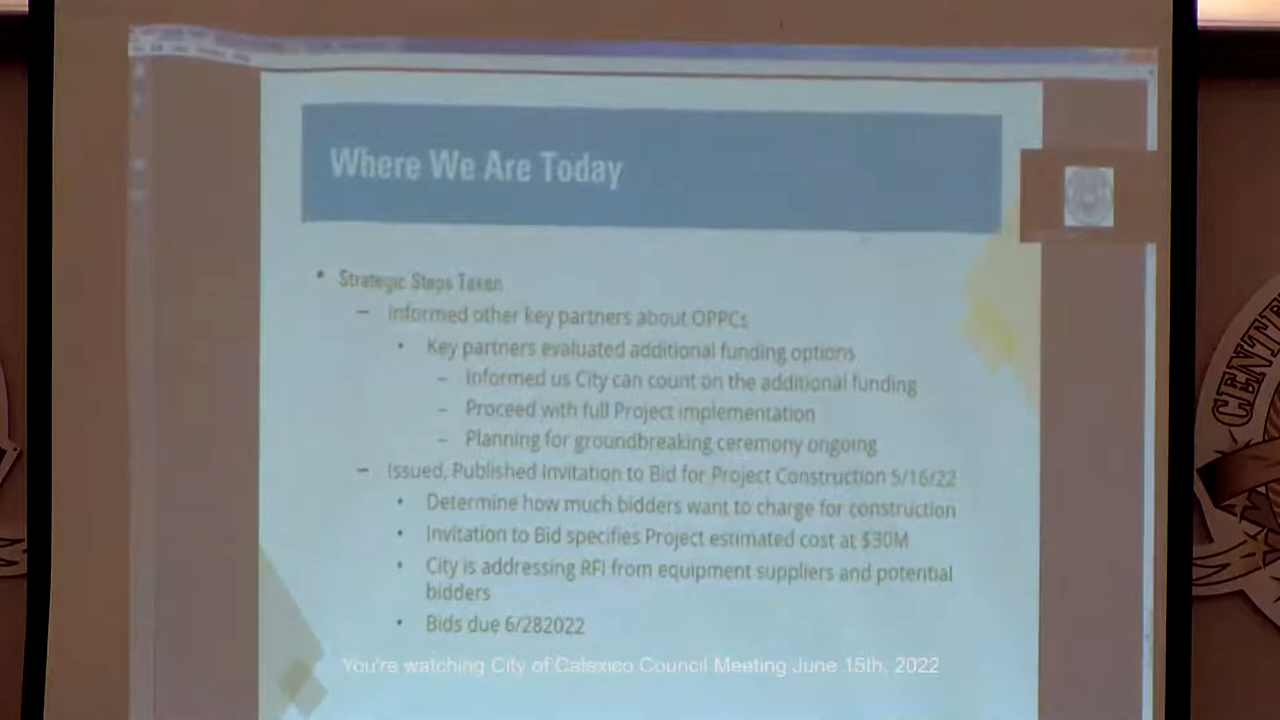 Where We Are Today
• Strategic Steps Taken
– Informed other key partners about OPPCs
• Key partners evaluated additional funding options
– Informed us City can count on the additional funding
– Proceed with full Project implementation
– Planning for groundbreaking ceremony ongoing
– Issued, Published Invitation to Bid for Project Construction 5/16/22
• Determine how much bidders want to charge for construction
• Invitation to Bid specifies Project estimated cost at $30M
• City is addressing RFI from equipment suppliers and potential
bidders
• Bids due 6/282022
You're watching City of Calexico Council Meeting June 15th, 2022